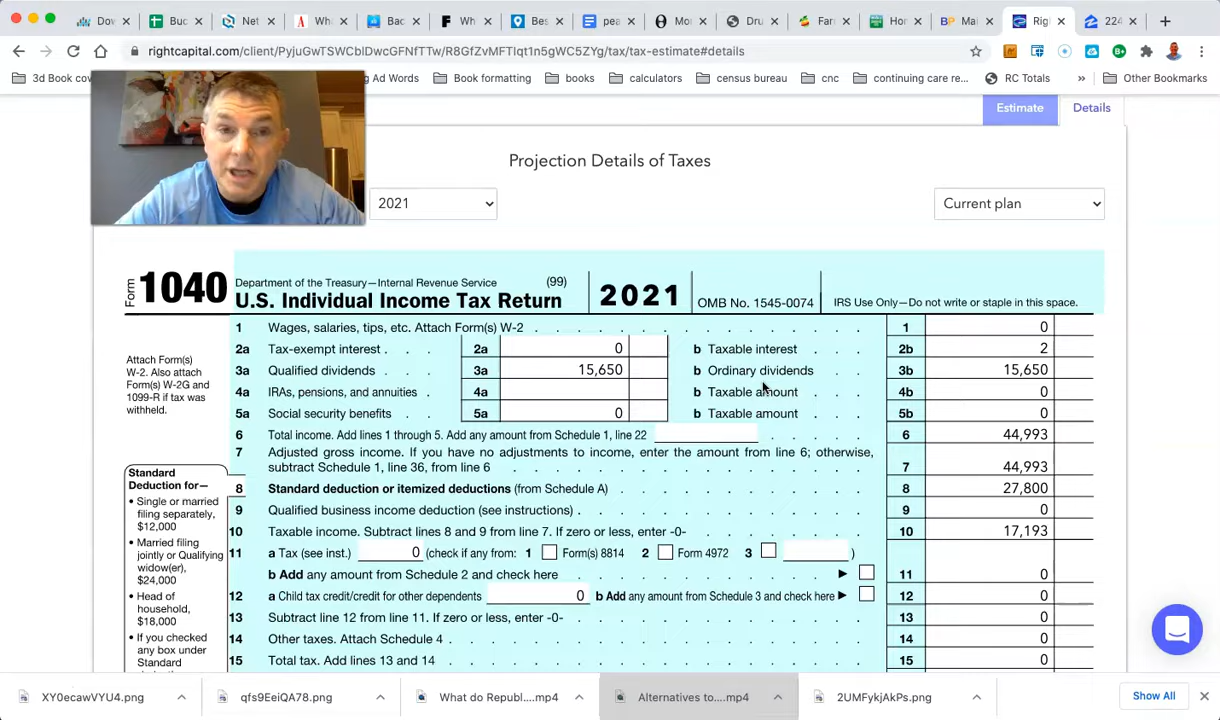 Dow
Buc
Net
Wha
Bac
Wh
Bes
pea
Mo
Dru
Farr
Hor
Mai
Rig
224
rightcapital.com/client/PyjuGwTSWCblDwcGFNfTTw/R8GfZvMFTIqt1n5gWC5ZYg/tax/tax-estimate#details
3d Book cov
ng Ad Words
Book formatting
books
calculators
census bureau
cnc
continuing care re...
RC Totals
»
Other Bookmarks
Estimate
Details
Projection Details of Taxes
2021
Current plan
Form 1040
Department of the Treasury—Internal Revenue Service (99)
U.S. Individual Income Tax Return
2021
OMB No. 1545-0074
IRS Use Only—Do not write or staple in this space.
Attach Form(s)
W-2. Also attach
Form(s) W-2G and
1099-R if tax was
withheld.
1 Wages, salaries, tips, etc. Attach Form(s) W-2 . . . . . . . . . . . 1 0
2a Tax-exempt interest . . . 2a 0 b Taxable interest . . . 2b 2
3a Qualified dividends . . . 3a 15,650 b Ordinary dividends . . 3b 15,650
4a IRAs, pensions, and annuities . 4a b Taxable amount . . . 4b 0
5a Social security benefits . . 5a 0 b Taxable amount . . . 5b 0
6 Total income. Add lines 1 through 5. Add any amount from Schedule 1, line 22 . . . . . 6 44,993
7 Adjusted gross income. If you have no adjustments to income, enter the amount from line 6; otherwise,
subtract Schedule 1, line 36, from line 6 . . . . . . . . . . . 7 44,993
8 Standard deduction or itemized deductions (from Schedule A) . . . . . . . . 8 27,800
9 Qualified business income deduction (see instructions) . . . . . . . . . 9 0
10 Taxable income. Subtract lines 8 and 9 from line 7. If zero or less, enter -0- . . . . . . 10 17,193
11 a Tax (see inst.) 0 (check if any from: 1 Form(s) 8814 2 Form 4972 3 )
b Add any amount from Schedule 2 and check here . . . . . . . . . 11 0
12 a Child tax credit/credit for other dependents 0 b Add any amount from Schedule 3 and check here 12 0
13 Subtract line 12 from line 11. If zero or less, enter -0- . . . . . . . . . 13 0
14 Other taxes. Attach Schedule 4 . . . . . . . . . . . . 14 0
15 Total tax. Add lines 13 and 14 . . . . . . . . . . . . 15 0
Standard
Deduction for—
• Single or married
filing separately,
$12,000
• Married filing
jointly or Qualifying
widow(er),
$24,000
• Head of
household,
$18,000
• If you checked
any box under
Standard
XY0ecawVYU4.png
qfs9EeiQA78.png
What do Republ....mp4
Alternatives to....mp4
2UMFykjAkPs.png
Show All